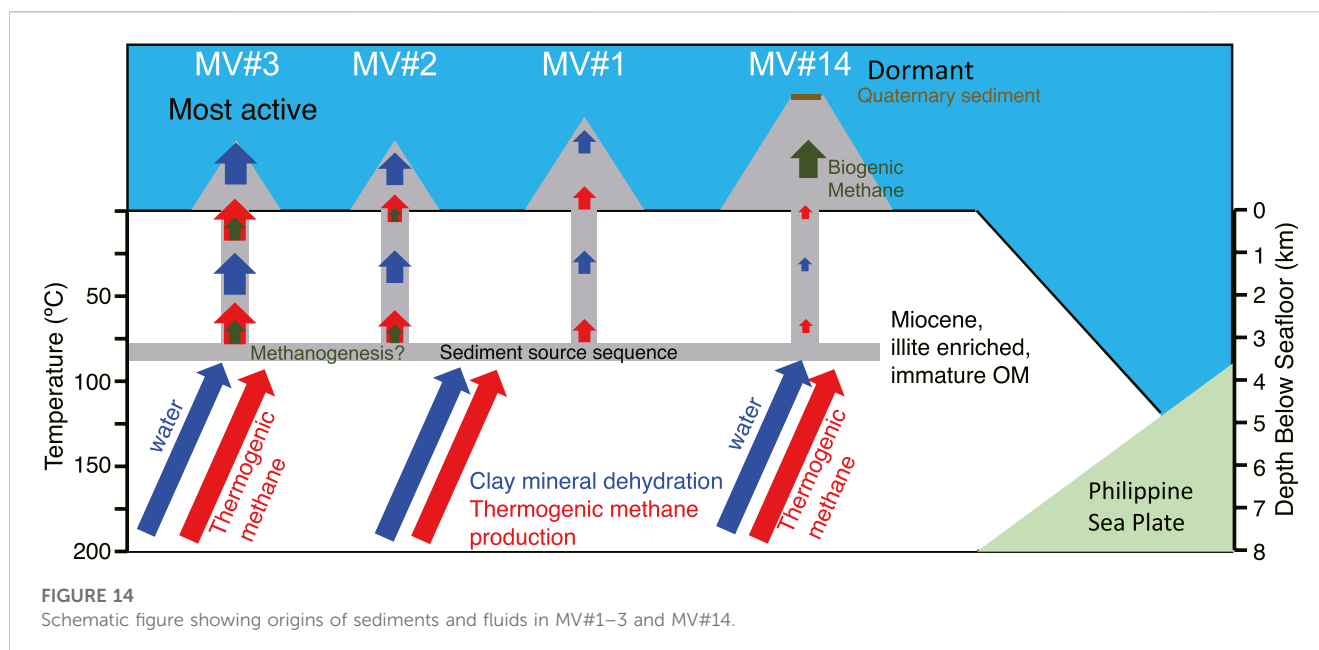 MV#3
MV#2
MV#1
MV#14
Dormant
Quaternary sediment
Most active
Biogenic
Methane
0
1
2
3
4
5
6
7
8
Depth Below Seafloor (km)
50
100
150
200
Temperature (ºC)
Methanogenesis?
Sediment source sequence
Miocene,
illite enriched,
immature OM
water
Thermogenic
methane
Clay mineral dehydration
Thermogenic methane
production
water
Thermogenic
methane
Philippine
Sea Plate
FIGURE 14
Schematic figure showing origins of sediments and fluids in MV#1–3 and MV#14.